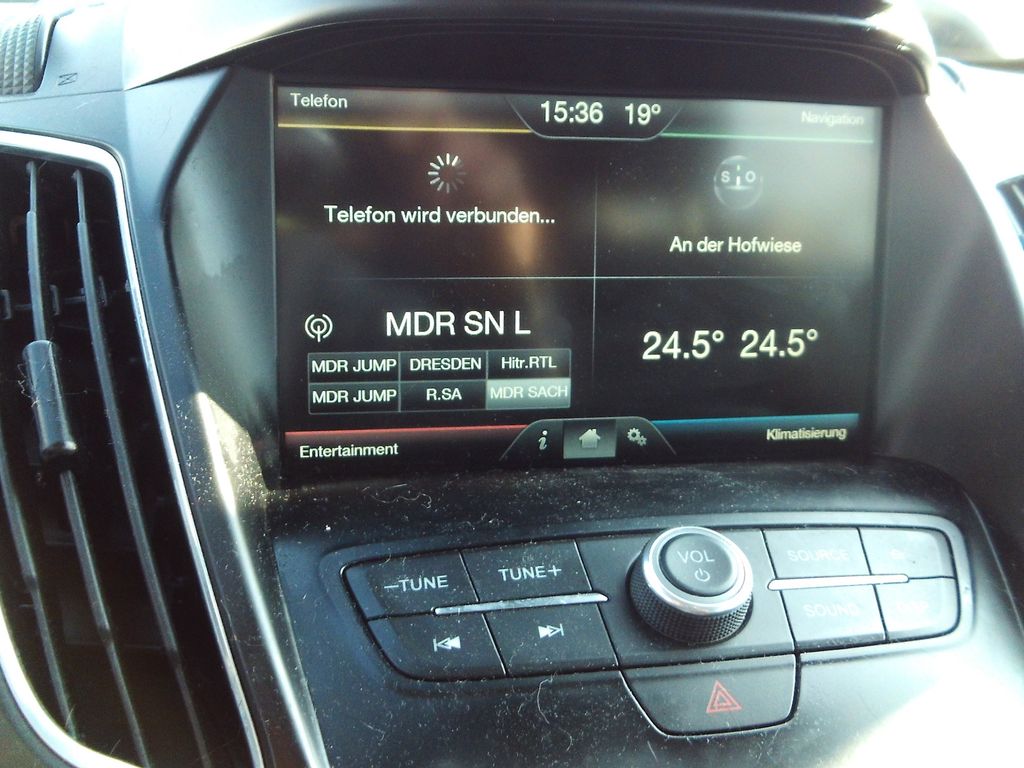 Telefon
15:36 19°
Navigation
Telefon wird verbunden...
S O
An der Hofwiese
MDR SN L
MDR JUMP DRESDEN Hitr.RTL
MDR JUMP R.SA MDR SACH
24.5° 24.5°
Entertainment
i
Klimatisierung
–TUNE
TUNE+
VOL
SOURCE
SOUND
DISP